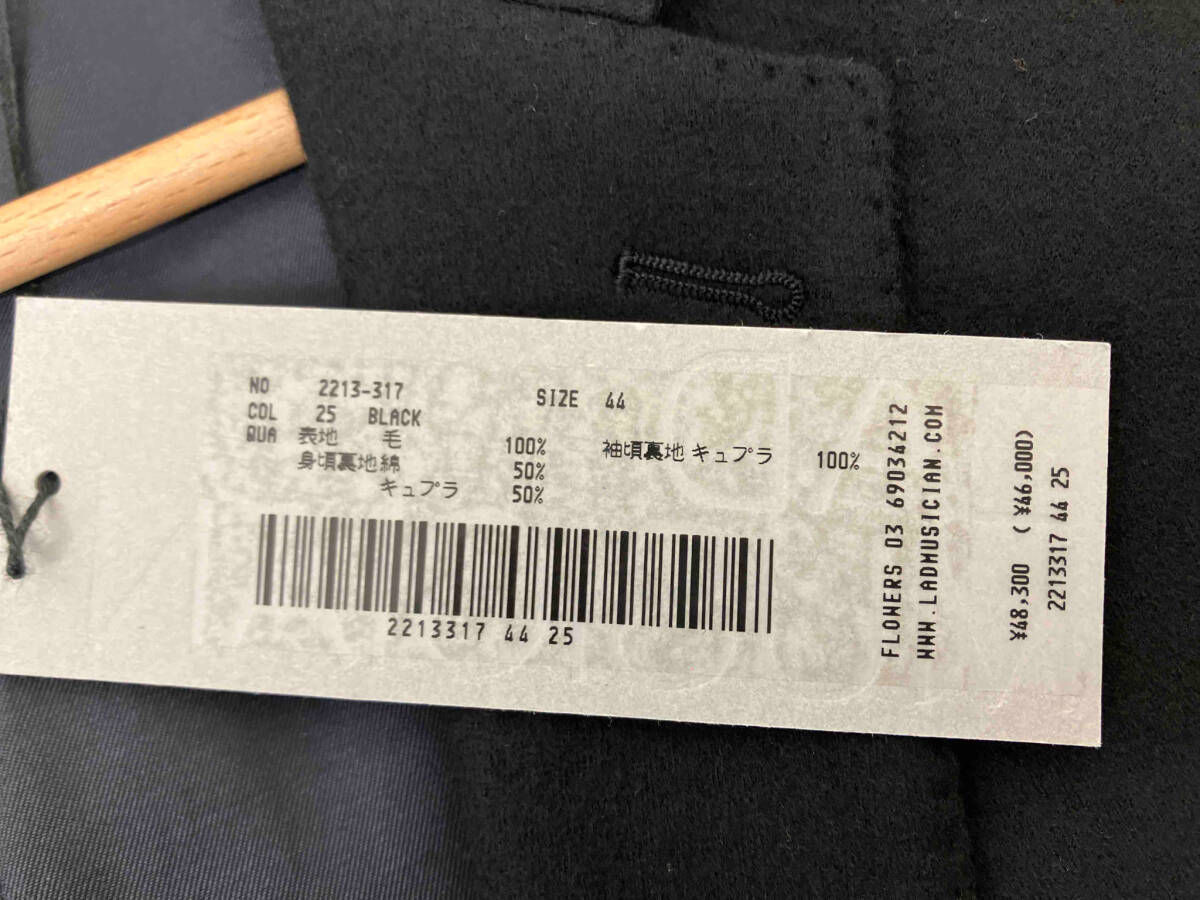 NO 2213-317 SIZE 44
COL 25 BLACK
QUA 表地 毛 100% 袖頃裏地 キュプラ 100%
身頃裏地綿 50%
キュプラ 50%
2213317 44 25
FLOWERS 03 69034212
WWW.LADMUSICIAN.COM
¥48,300 (¥46,000)
2213317 44 25